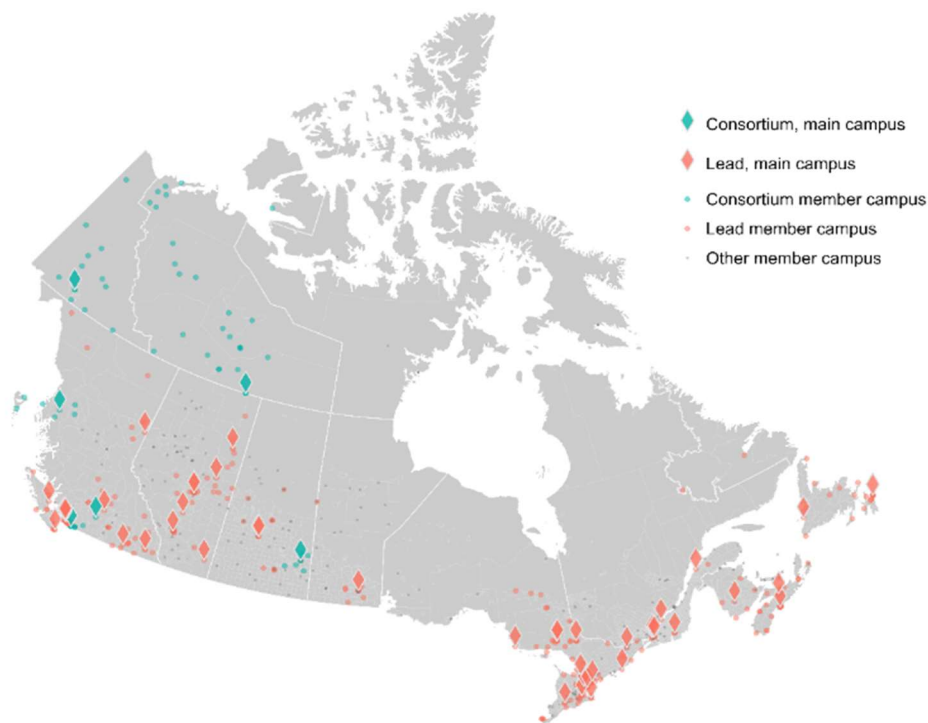 Consortium, main campus
Lead, main campus
Consortium member campus
Lead member campus
Other member campus